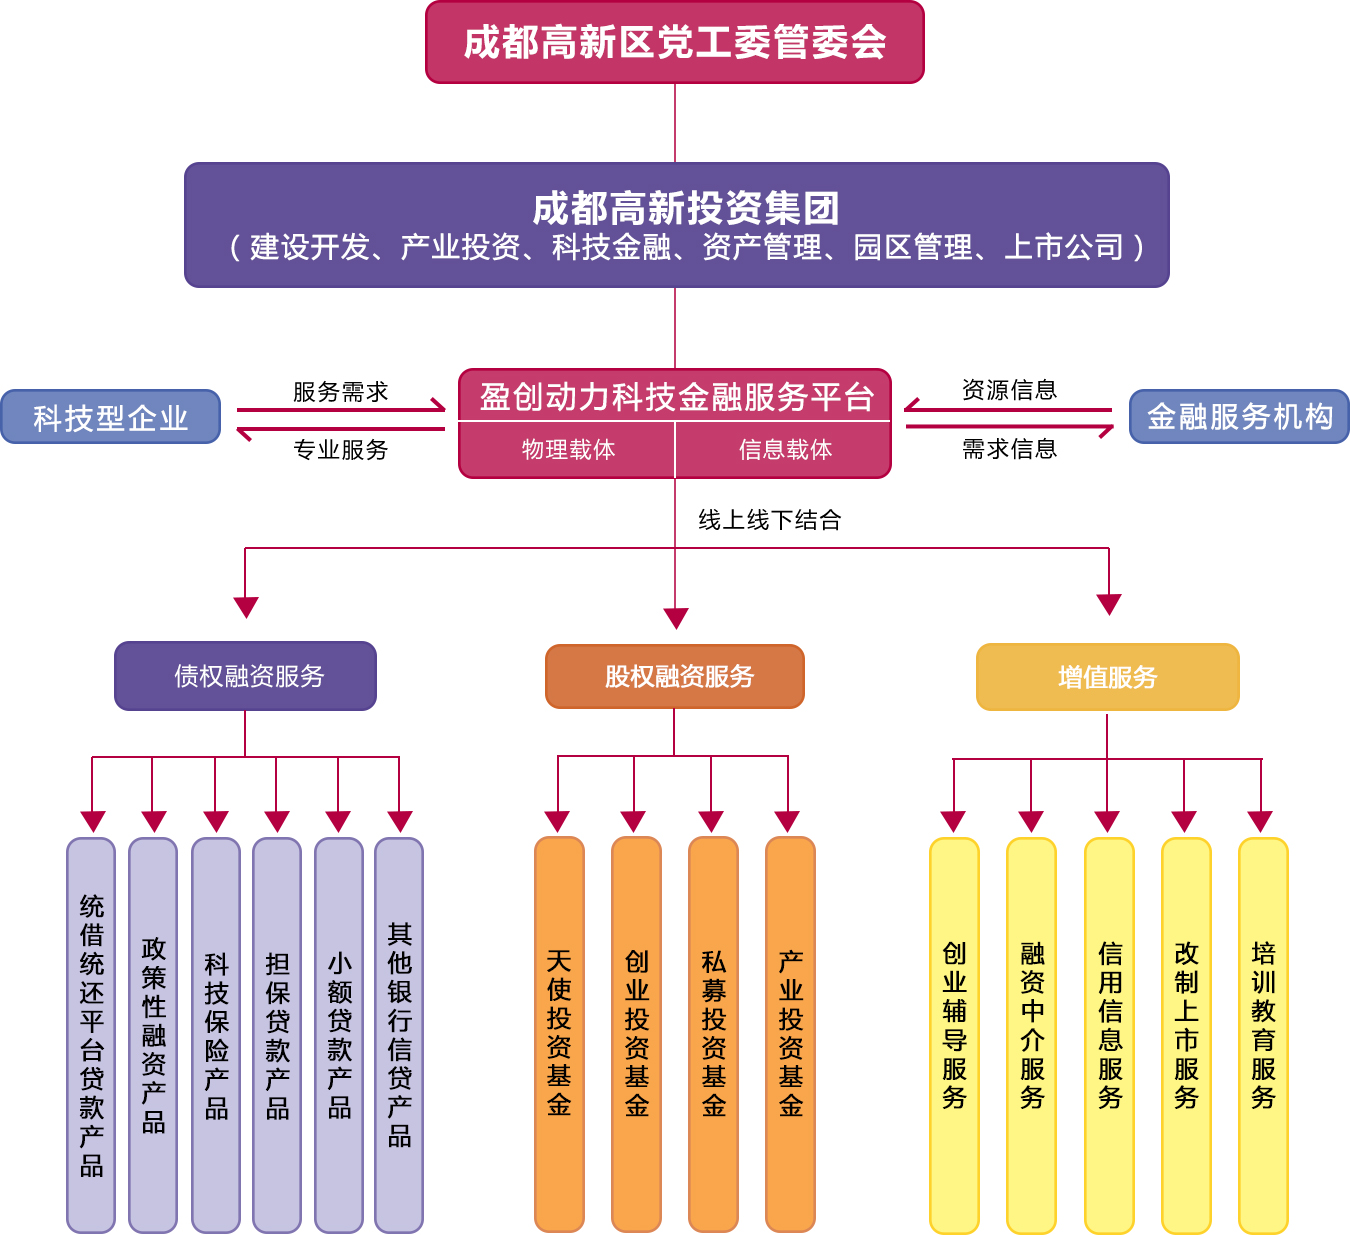 成都高新区党工委管委会
成都高新投资集团
（建设开发、产业投资、科技金融、资产管理、园区管理、上市公司）
科技型企业
服务需求
专业服务
盈创动力科技金融服务平台
物理载体
信息载体
资源信息
需求信息
金融服务机构
线上线下结合
债权融资服务
股权融资服务
增值服务
统借统还平台贷款产品
政策性融资产品
科技保险产品
担保贷款产品
小额贷款产品
其他银行信贷产品
天使投资基金
创业投资基金
私募投资基金
产业投资基金
创业辅导服务
融资中介服务
信用信息服务
改制上市服务
培训教育服务